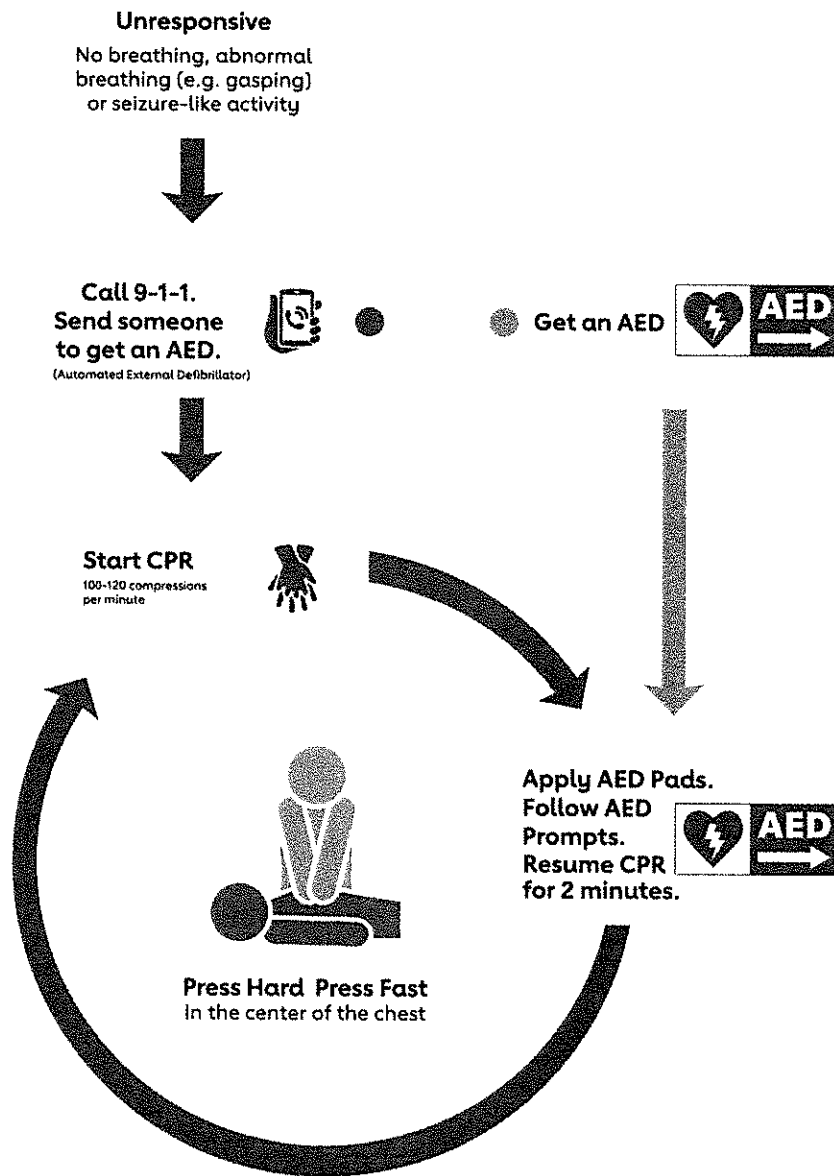 Unresponsive
No breathing, abnormal
breathing (e.g. gasping)
or seizure-like activity
Call 9-1-1.
Send someone
to get an AED.
(Automated External Defibrillator)
Get an AED
AED
Start CPR
100-120 compressions
per minute
Apply AED Pads.
Follow AED
Prompts.
Resume CPR
for 2 minutes.
AED
Press Hard Press Fast
In the center of the chest